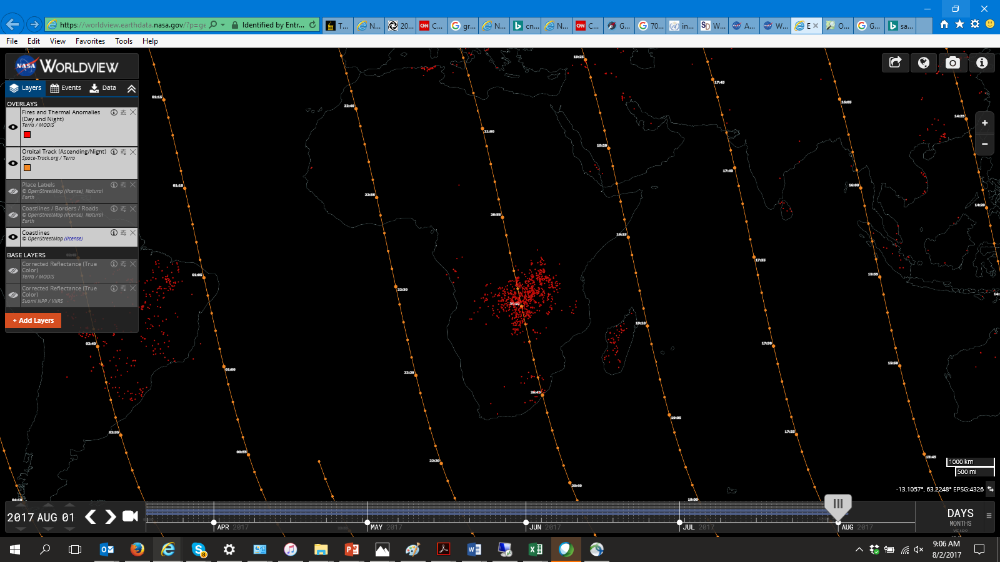 https://worldview.earthdata.nasa.gov/?p=ge
Identified by Entr...
T...
N...
20...
C...
gr...
N...
cn...
N...
C...
G...
70...
in...
W...
A...
W...
E
O...
G...
sa...
File Edit View Favorites Tools Help
NASA WORLDVIEW
Layers Events Data
OVERLAYS
Fires and Thermal Anomalies
(Day and Night)
Terra / MODIS
Orbital Track (Ascending/Night)
Space-Track.org / Terra
Place Labels
© OpenStreetMap (license), Natural
Earth
Coastlines / Borders / Roads
© OpenStreetMap (license), Natural
Earth
Coastlines
© OpenStreetMap (license)
BASE LAYERS
Corrected Reflectance (True
Color)
Terra / MODIS
Corrected Reflectance (True
Color)
Suomi NPP / VIIRS
+ Add Layers
19:25
17:45
01:15
22:40
16:05
14:25
21:00
19:20
17:40
01:10
16:00
22:35
14:20
20:55
19:15
17:35
01:05
15:55
22:30
19:10
02:40
17:30
15:50
01:00
22:25
20:45
19:05
02:35
17:25
00:55
15:45
22:20
20:40
19:00
04:10
1000 km
500 mi
-13.1057°, 63.2248° EPSG:4326
2017 AUG 01
APR 2017
MAY 2017
JUN 2017
JUL 2017
AUG 2017
DAYS
MONTHS
YEARS
8
9:06 AM
8/2/2017